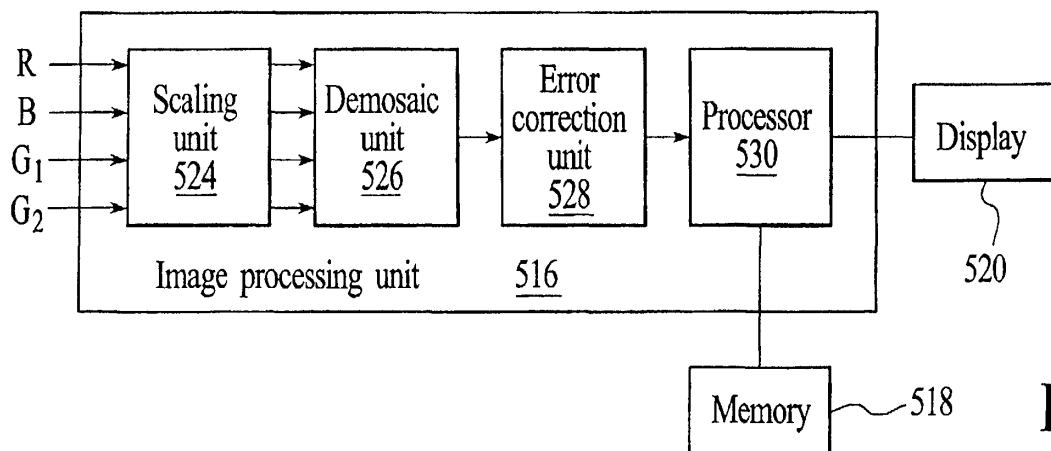 R
B
G1
G2
Scaling
unit
524
Demosaic
unit
526
Error
correction
unit
528
Processor
530
Display
520
Image processing unit 516
Memory
518